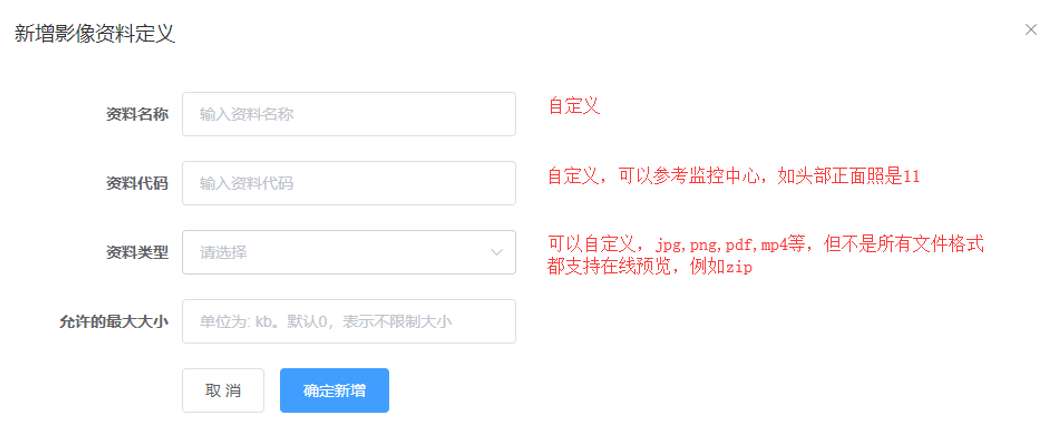 新增影像资料定义
资料名称 输入资料名称 自定义
资料代码 输入资料代码 自定义，可以参考监控中心，如头部正面照是11
资料类型 请选择 可以自定义，jpg,png,pdf,mp4等，但不是所有文件格式
都支持在线预览，例如zip
允许的最大大小 单位为: kb。默认0，表示不限制大小
取 消 确定新增